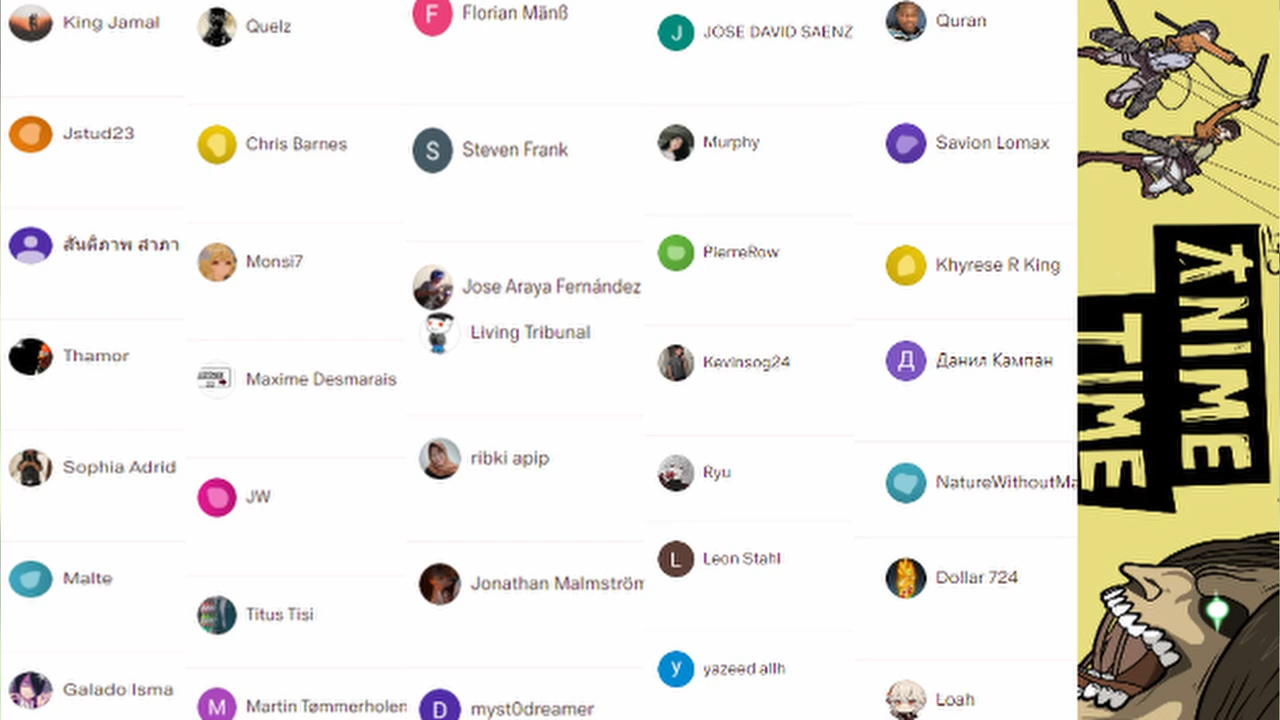 King Jamal
Jstud23
สันติภาพ สาภา
Thamor
Sophia Adrid
Malte
Galado Isma
Quelz
Chris Barnes
Monsi7
Maxime Desmarais
JW
Titus Tisi
M
Martin Tømmerholen
F
Florian Mänß
S
Steven Frank
Jose Araya Fernández
Living Tribunal
ribki apip
Jonathan Malmström
D
myst0dreamer
J
JOSE DAVID SAENZ
Murphy
PierreRow
Kevinsog24
Ryu
L
Leon Stahl
y
yazeed allh
Quran
Savion Lomax
Khyrese R King
Д
Данил Кампан
NatureWithoutMa
Dollar 724
Loah
ANIME
TIME